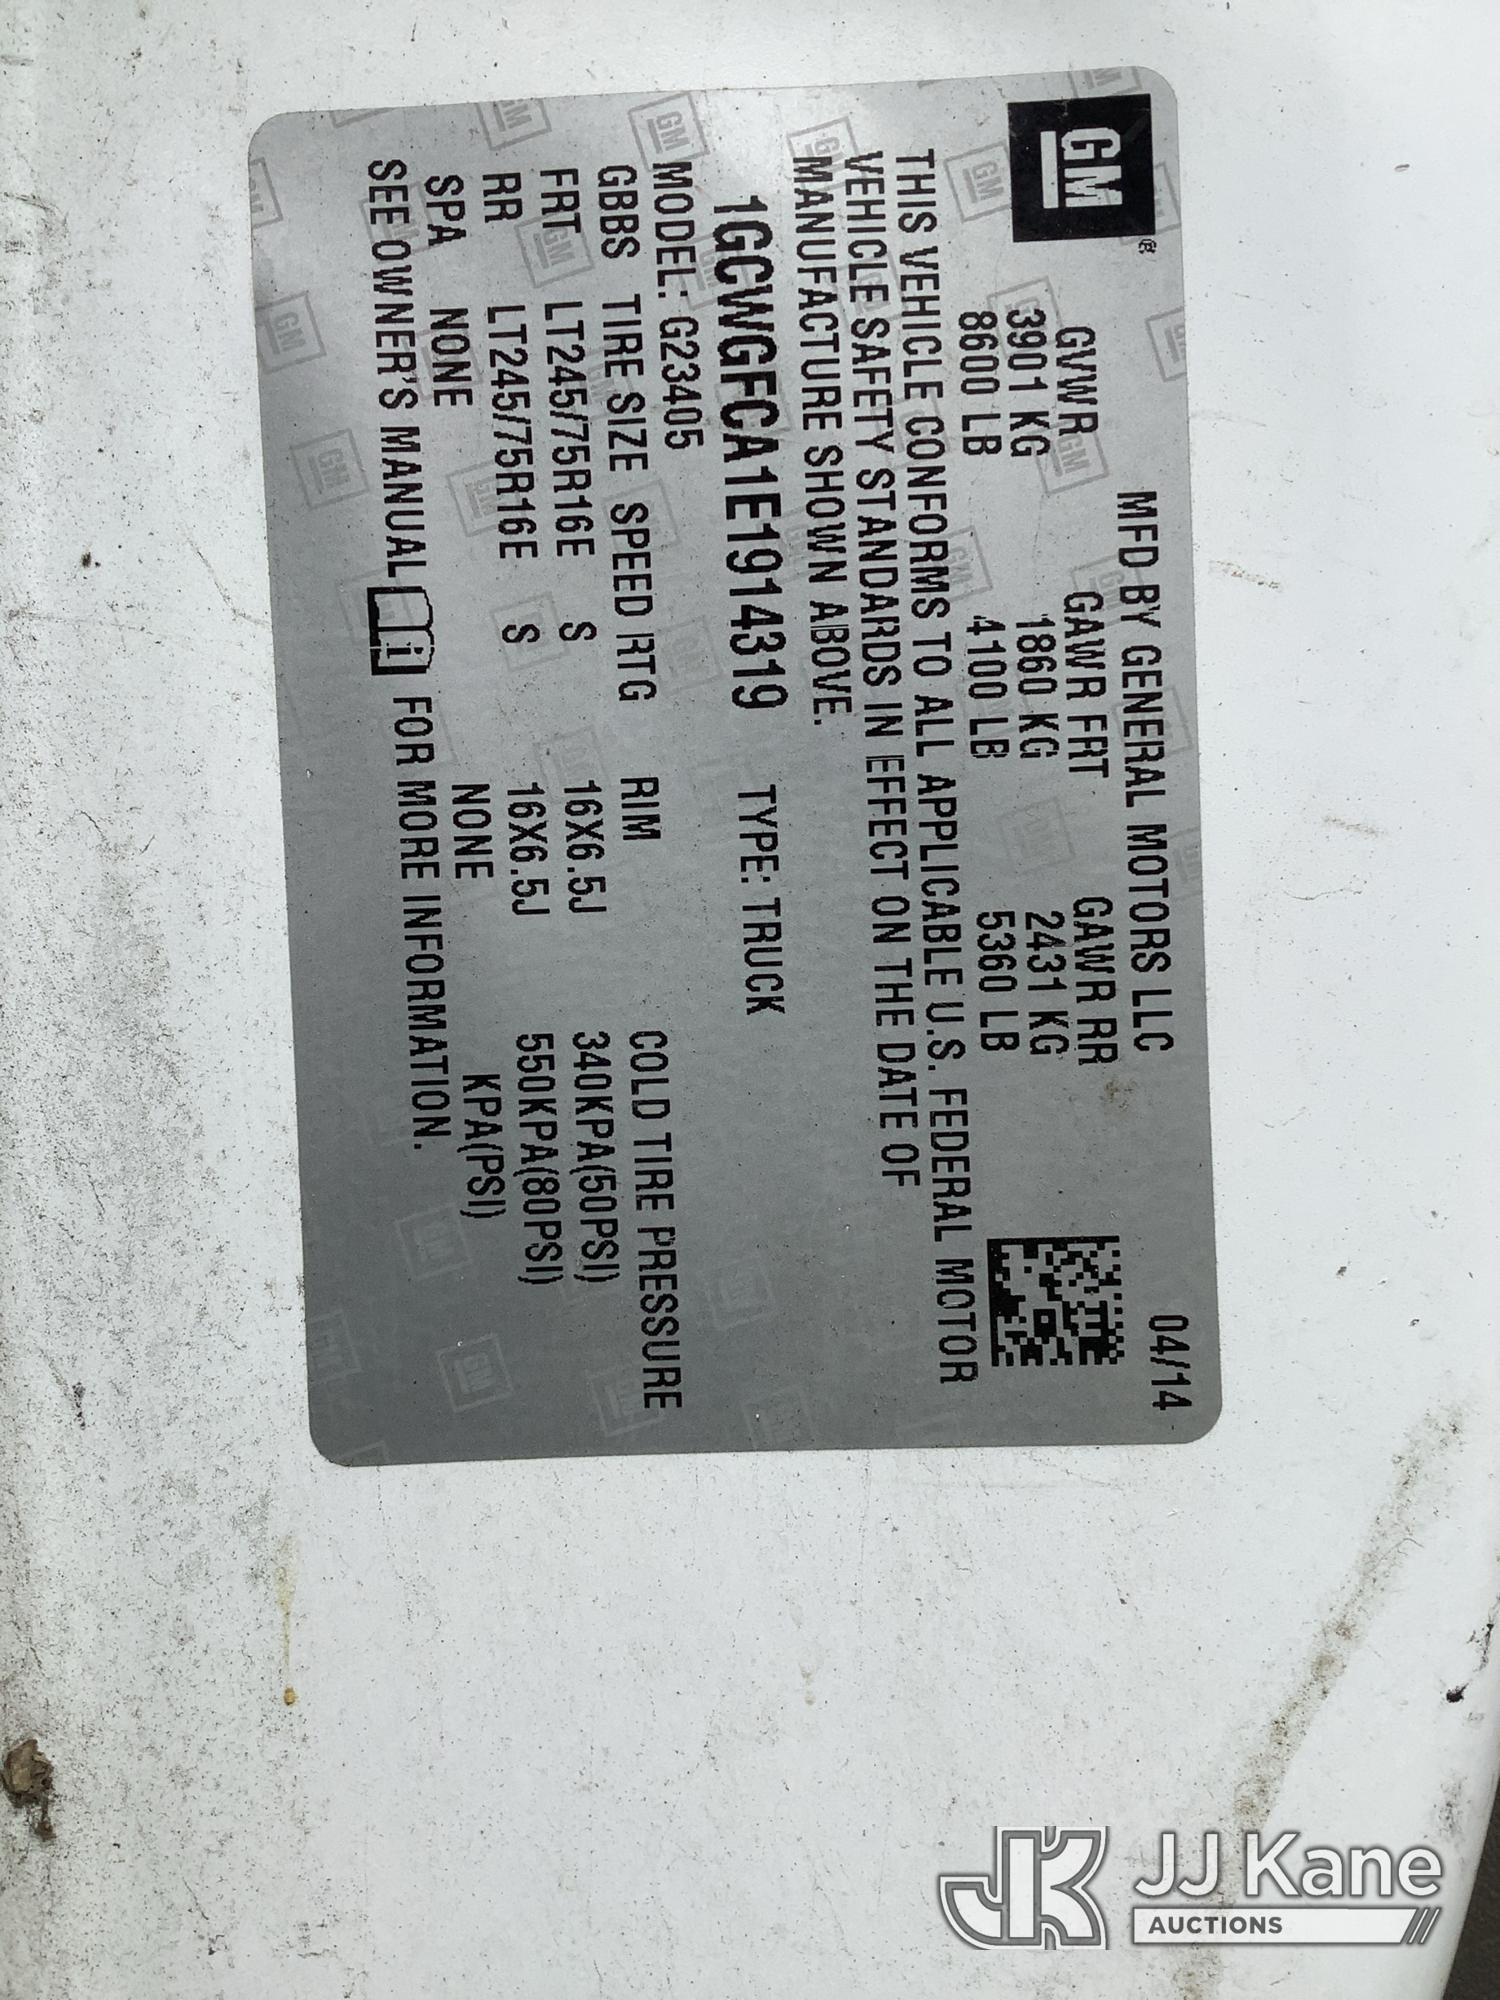 GM®
MFD BY GENERAL MOTORS LLC 04/14
GVWR GAWR FRT GAWR RR
3901 KG 1860 KG 2431 KG
8600 LB 4100 LB 5360 LB
THIS VEHICLE CONFORMS TO ALL APPLICABLE U.S. FEDERAL MOTOR
VEHICLE SAFETY STANDARDS IN EFFECT ON THE DATE OF
MANUFACTURE SHOWN ABOVE.
1GCWGFCA1E1914319 TYPE: TRUCK
MODEL: G23405
GBBS TIRE SIZE SPEED RTG RIM COLD TIRE PRESSURE
FRT LT245/75R16E S 16X6.5J 340KPA(50PSI)
RR LT245/75R16E S 16X6.5J 550KPA(80PSI)
SPA NONE NONE KPA(PSI)
SEE OWNER'S MANUAL i FOR MORE INFORMATION.
JK JJ Kane
AUCTIONS